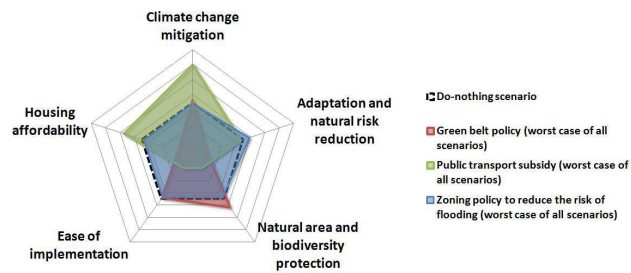 Climate change
mitigation
Housing
affordability
Adaptation and
natural risk
reduction
Ease of
implementation
Natural area and
biodiversity
protection
Do-nothing scenario
Green belt policy (worst case of all
scenarios)
Public transport subsidy (worst case of
all scenarios)
Zoning policy to reduce the risk of
flooding (worst case of all scenarios)